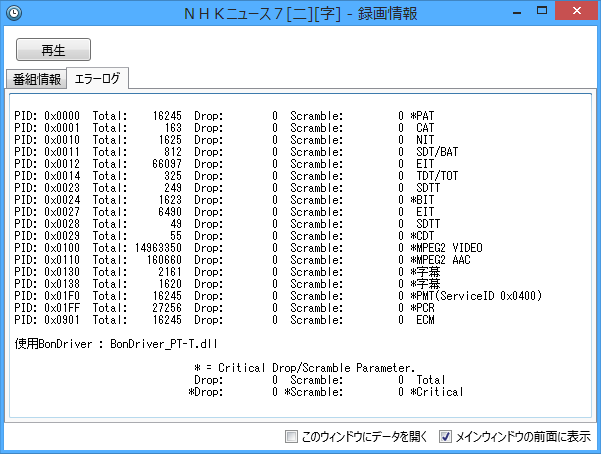 ＮＨＫニュース７[二][字] - 録画情報
再生
番組情報 エラーログ
PID: 0x0000 Total: 16245 Drop: 0 Scramble: 0 *PAT
PID: 0x0001 Total: 163 Drop: 0 Scramble: 0 CAT
PID: 0x0010 Total: 1625 Drop: 0 Scramble: 0 NIT
PID: 0x0011 Total: 812 Drop: 0 Scramble: 0 SDT/BAT
PID: 0x0012 Total: 66097 Drop: 0 Scramble: 0 EIT
PID: 0x0014 Total: 325 Drop: 0 Scramble: 0 TDT/TOT
PID: 0x0023 Total: 249 Drop: 0 Scramble: 0 SDTT
PID: 0x0024 Total: 1623 Drop: 0 Scramble: 0 *BIT
PID: 0x0027 Total: 6490 Drop: 0 Scramble: 0 EIT
PID: 0x0028 Total: 49 Drop: 0 Scramble: 0 SDTT
PID: 0x0029 Total: 55 Drop: 0 Scramble: 0 *CDT
PID: 0x0100 Total: 14963350 Drop: 0 Scramble: 0 *MPEG2 VIDEO
PID: 0x0110 Total: 160660 Drop: 0 Scramble: 0 *MPEG2 AAC
PID: 0x0130 Total: 2161 Drop: 0 Scramble: 0 *字幕
PID: 0x0138 Total: 1620 Drop: 0 Scramble: 0 *字幕
PID: 0x01F0 Total: 16245 Drop: 0 Scramble: 0 *PMT(ServiceID 0x0400)
PID: 0x01FF Total: 27256 Drop: 0 Scramble: 0 *PCR
PID: 0x0901 Total: 16245 Drop: 0 Scramble: 0 ECM
使用BonDriver : BonDriver_PT-T.dll
* = Critical Drop/Scramble Parameter.
Drop: 0 Scramble: 0 Total
*Drop: 0 *Scramble: 0 *Critical
このウィンドウにデータを開く メインウィンドウの前面に表示